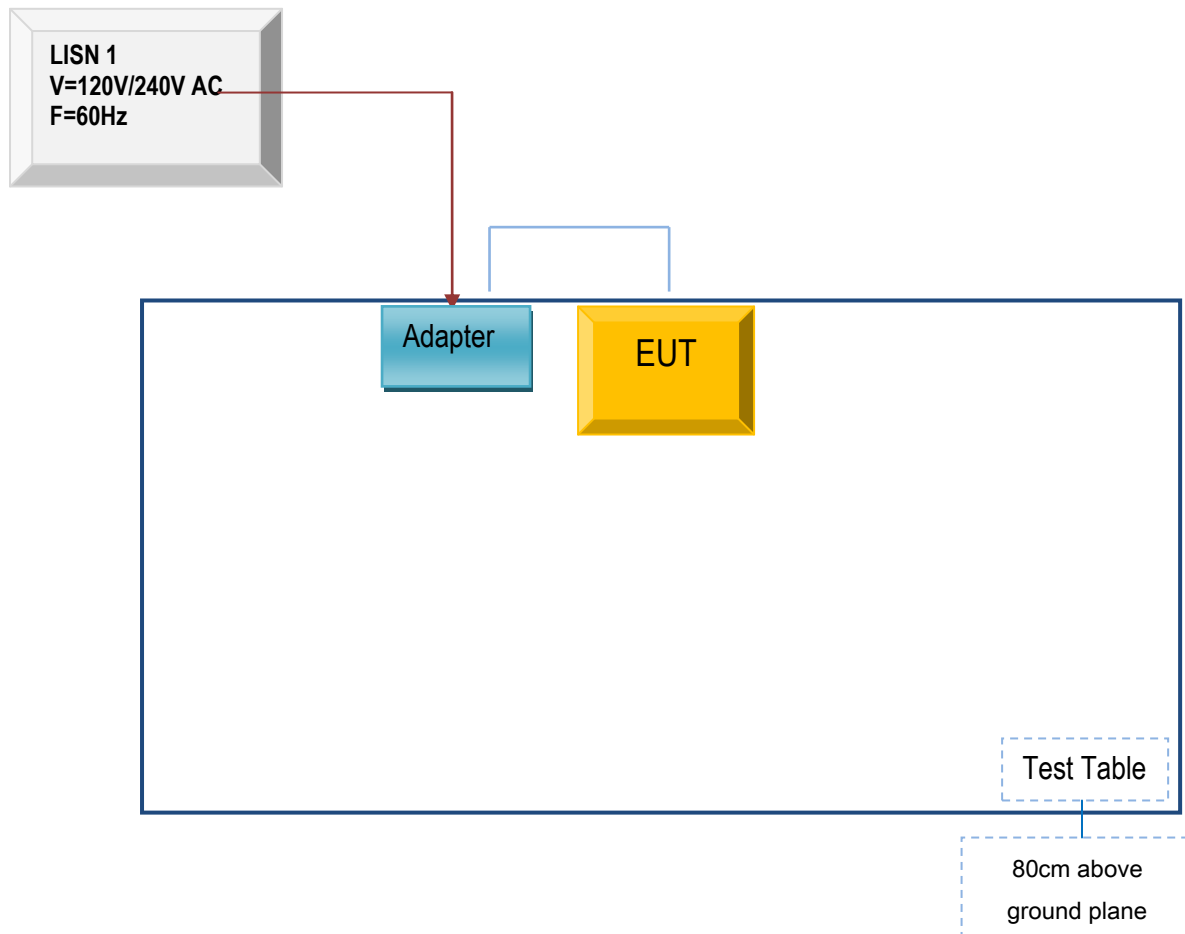 LISN 1
V=120V/240V AC
F=60Hz
Adapter
EUT
Test Table
80cm above
ground plane